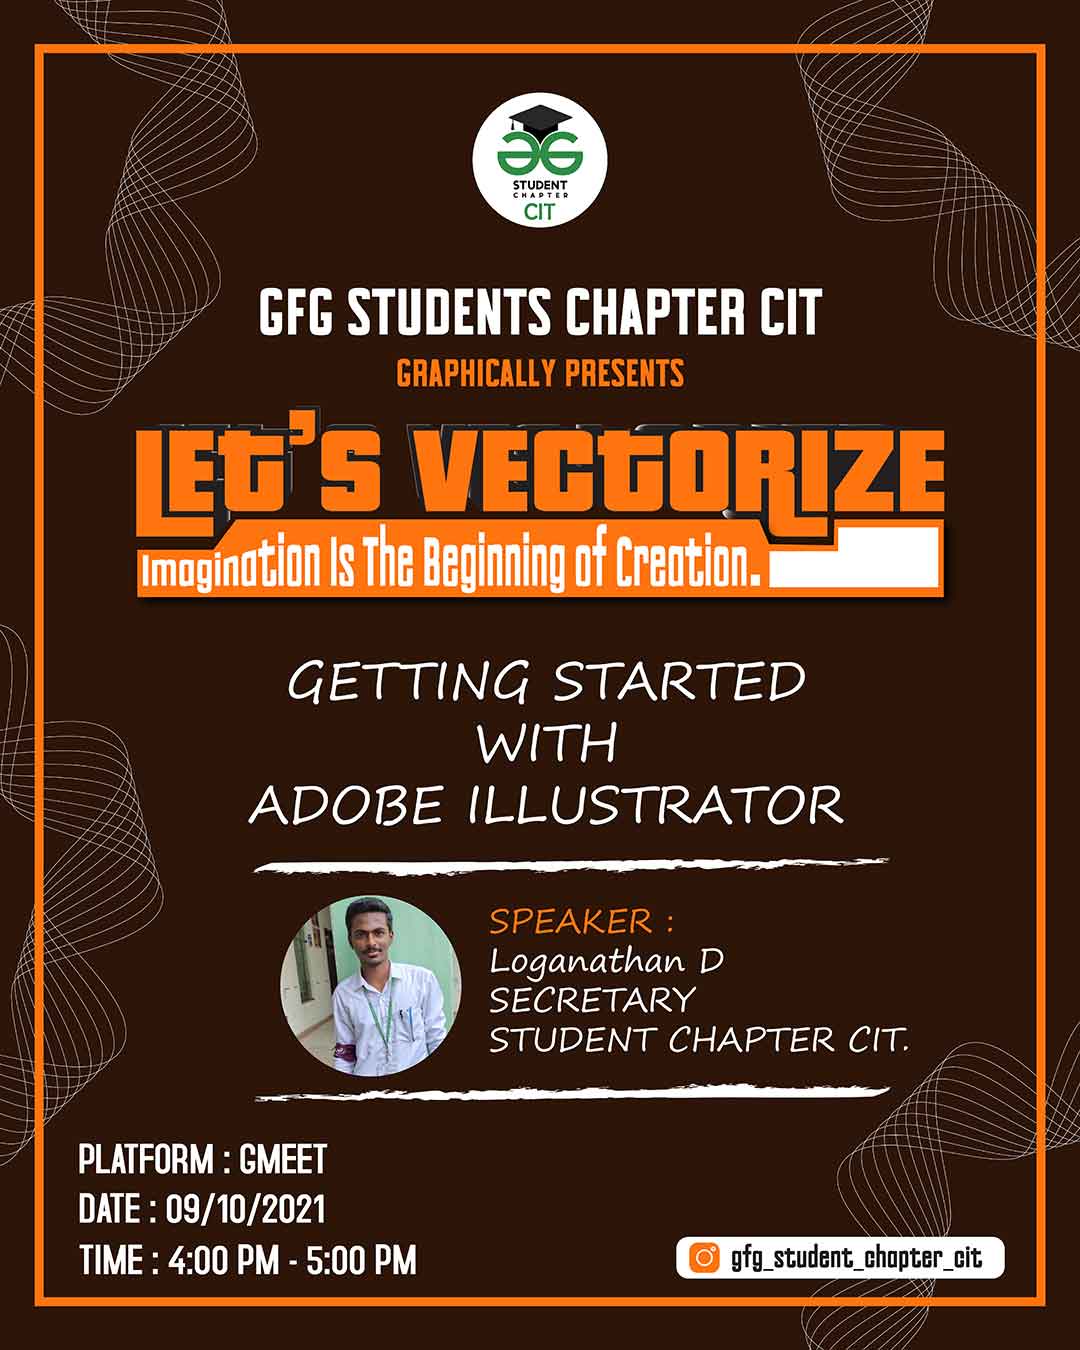 STUDENT
CHAPTER
CIT
GFG STUDENTS CHAPTER CIT
GRAPHICALLY PRESENTS
LET'S VECTORIZE
Imagination Is The Beginning of Creation.
GETTING STARTED
WITH
ADOBE ILLUSTRATOR
SPEAKER :
Loganathan D
SECRETARY
STUDENT CHAPTER CIT.
PLATFORM : GMEET
DATE : 09/10/2021
TIME : 4:00 PM - 5:00 PM
gfg_student_chapter_cit